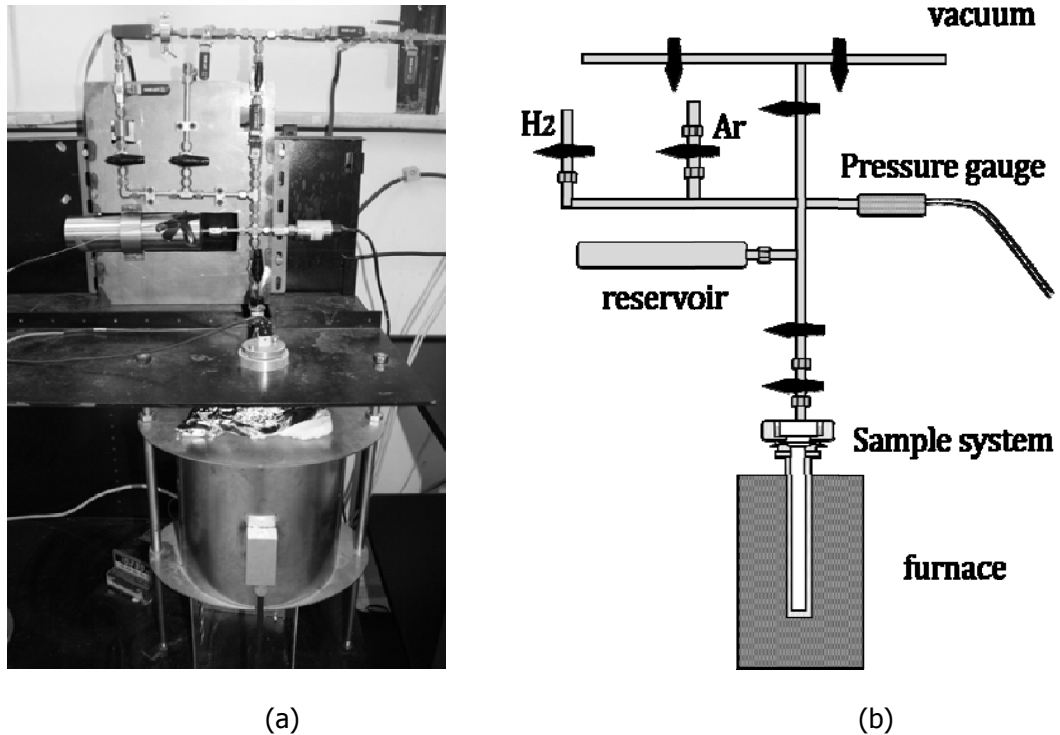 vacuum
H2
Ar
Pressure gauge
reservoir
Sample system
furnace
(a)
(b)